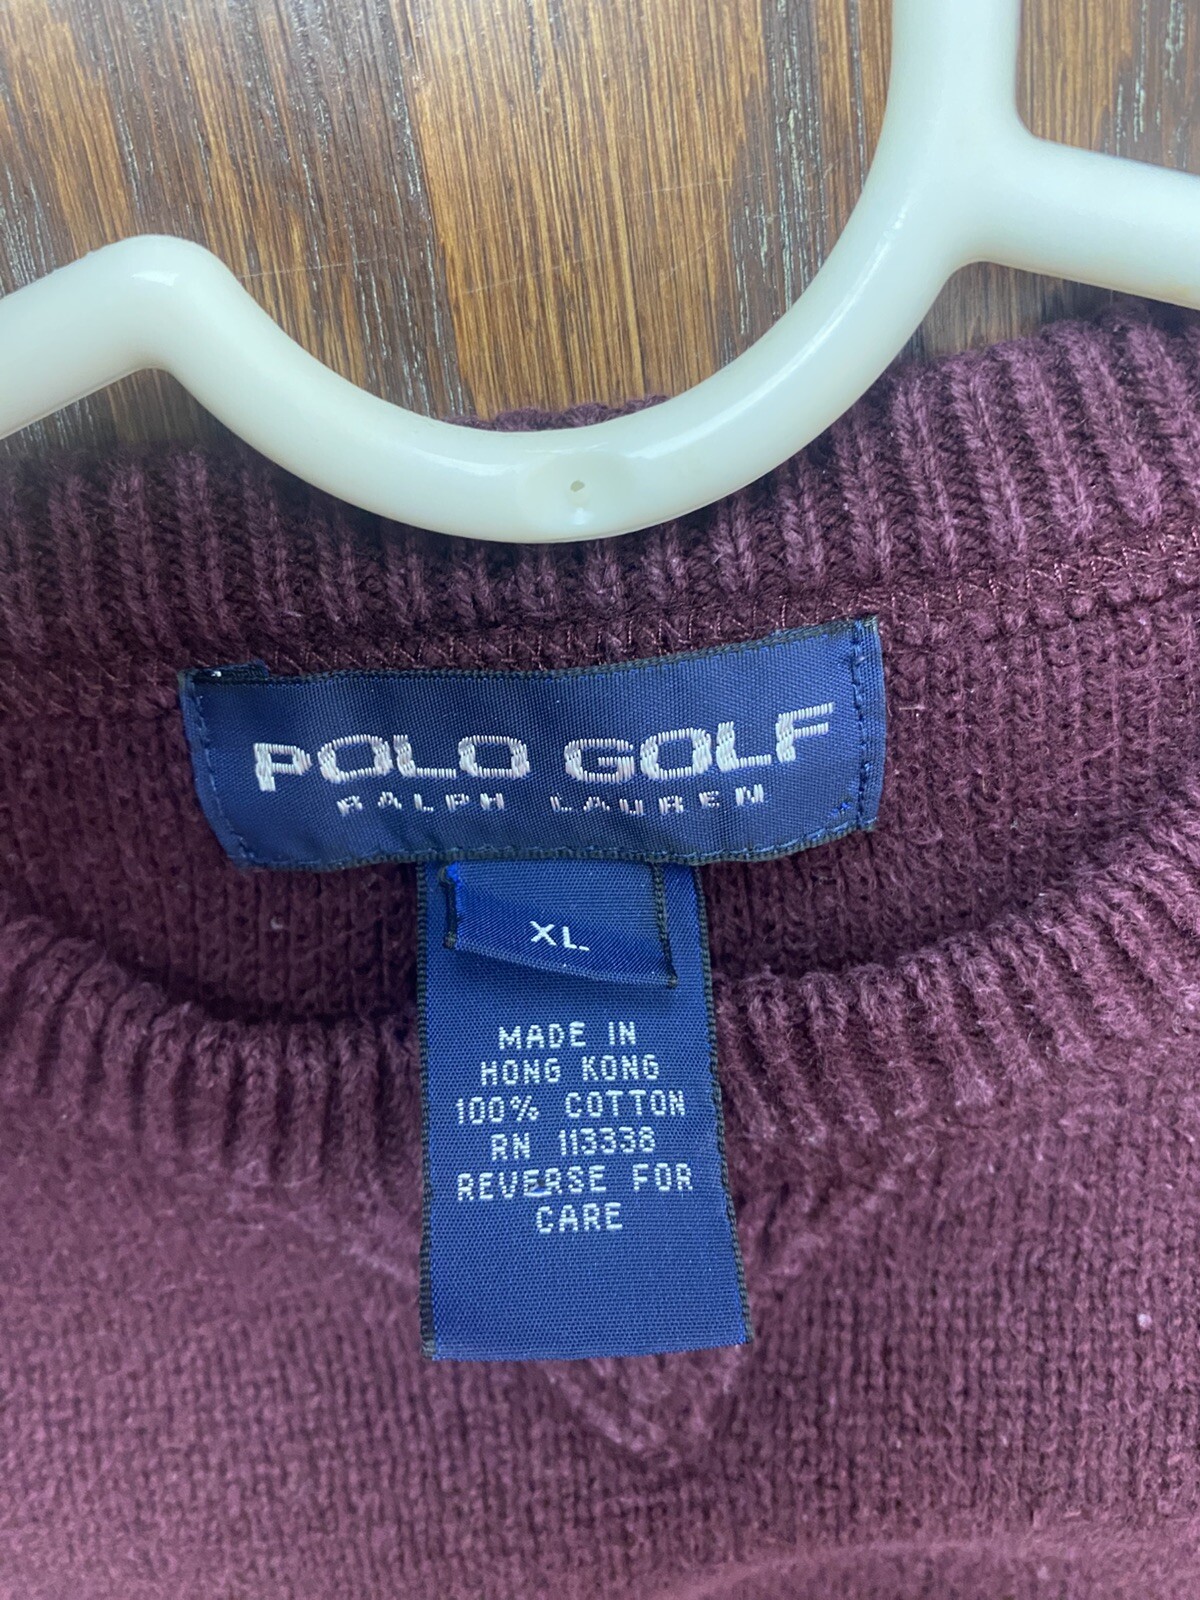 POLO GOLF
RALPH LAUREN
XL
MADE IN
HONG KONG
100% COTTON
RN 113338
REVERSE FOR
CARE